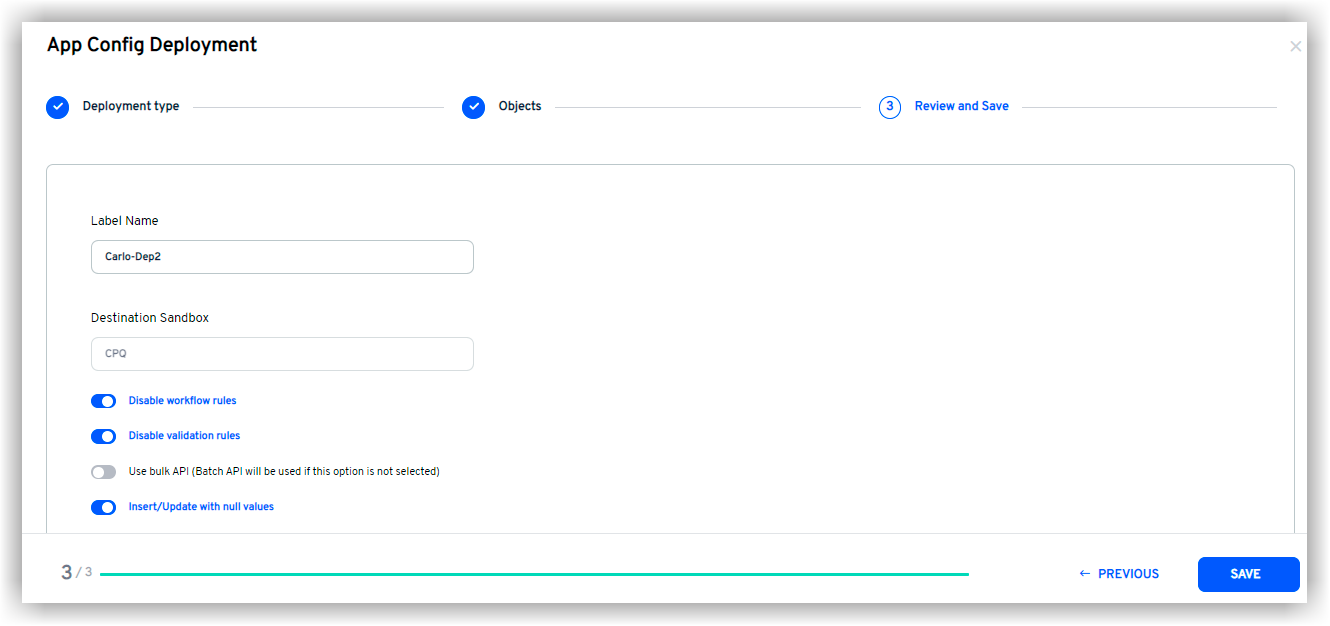 App Config Deployment
Deployment type
Objects
3 Review and Save
Label Name
Carlo-Dep2
Destination Sandbox
CPQ
Disable workflow rules
Disable validation rules
Use bulk API (Batch API will be used if this option is not selected)
Insert/Update with null values
3 / 3
← PREVIOUS
SAVE